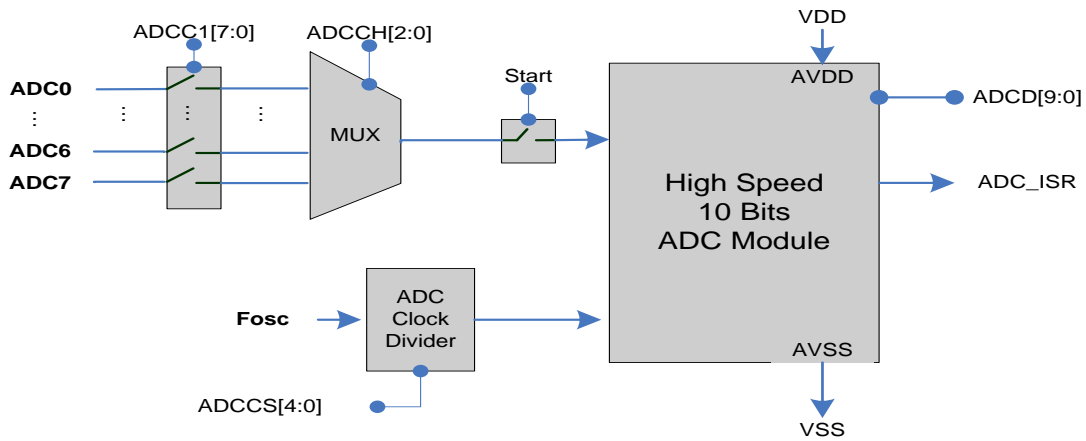 ADCC1[7:0]
ADCCH[2:0]
VDD
Start
AVDD
ADC0
ADCD[9:0]
MUX
ADC6
ADC7
High Speed
10 Bits
ADC Module
ADC_ISR
ADC
Clock
Divider
Fosc
AVSS
ADCCS[4:0]
VSS